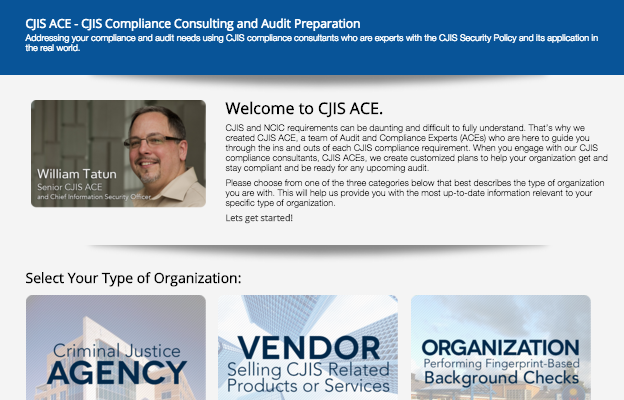 CJIS ACE - CJIS Compliance Consulting and Audit Preparation
Addressing your compliance and audit needs using CJIS compliance consultants who are experts with the CJIS Security Policy and its application in
the real world.
Welcome to CJIS ACE.
CJIS and NCIC requirements can be daunting and difficult to fully understand. That's why we
created CJIS ACE, a team of Audit and Compliance Experts (ACEs) who are here to guide you
through the ins and outs of each CJIS compliance requirement. When you engage with our CJIS
compliance consultants, CJIS ACEs, we create customized plans to help your organization get and
stay compliant and be ready for any upcoming audit.
Please choose from one of the three categories below that best describes the type of organization
you are with. This will help us provide you with the most up-to-date information relevant to your
specific type of organization.
Lets get started!
William Tatun
Senior CJIS ACE
and Chief Information Security Officer
Select Your Type of Organization:
Criminal Justice
AGENCY
VENDOR
Selling CJIS Related
Products or Services
ORGANIZATION
Performing Fingerprint-Based
Background Checks